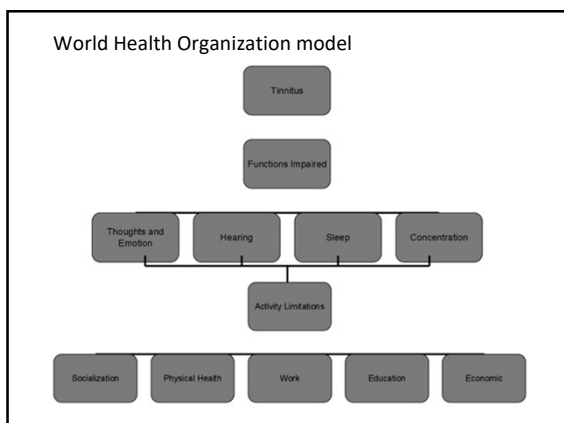 World Health Organization model
Tinnitus
Functions Impaired
Thoughts and
Emotion
Hearing
Sleep
Concentration
Activity Limitations
Socialization
Physical Health
Work
Education
Economic